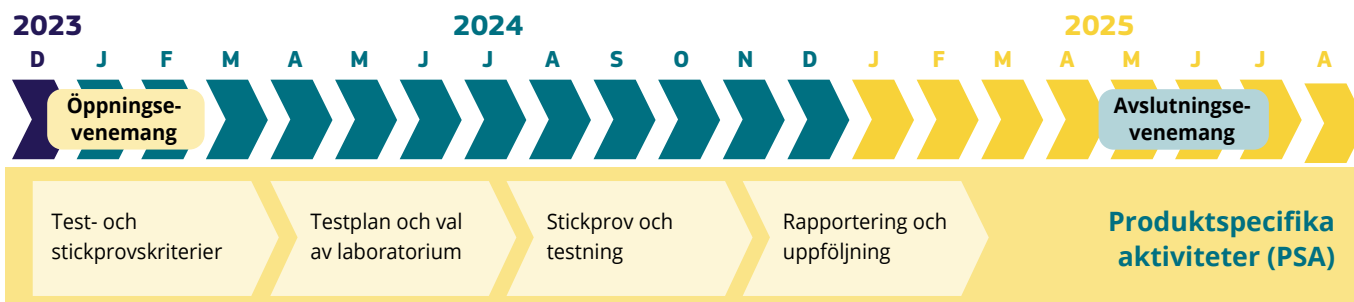 2023 2024 2025
D J F M A M J J A S O N D J F M A M J J A
Öppningse-
venemang
Avslutningse-
venemang
Test- och
stickprovskriterier
Testplan och val
av laboratorium
Stickprov och
testning
Rapportering och
uppföljning
Produktspecifika
aktiviteter (PSA)